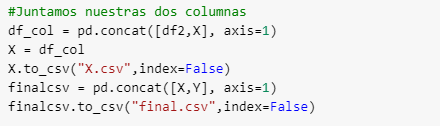 #Juntamos nuestras dos columnas
df_col = pd.concat([df2,X], axis=1)
X = df_col
X.to_csv("X.csv",index=False)
finalcsv = pd.concat([X,Y], axis=1)
finalcsv.to_csv("final.csv",index=False)